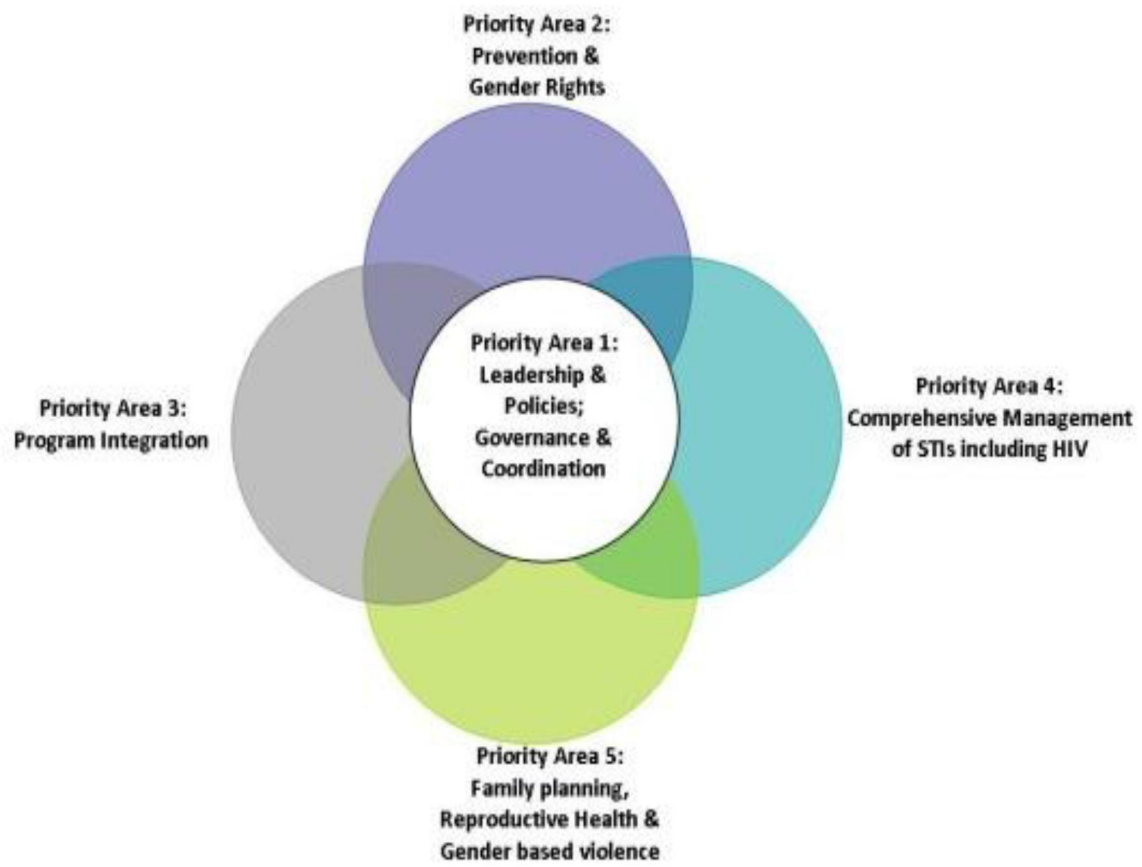 Priority Area 2:
Prevention &
Gender Rights
Priority Area 1:
Leadership &
Policies;
Governance &
Coordination
Priority Area 3:
Program Integration
Priority Area 4:
Comprehensive Management
of STIs including HIV
Priority Area 5:
Family planning,
Reproductive Health &
Gender based violence